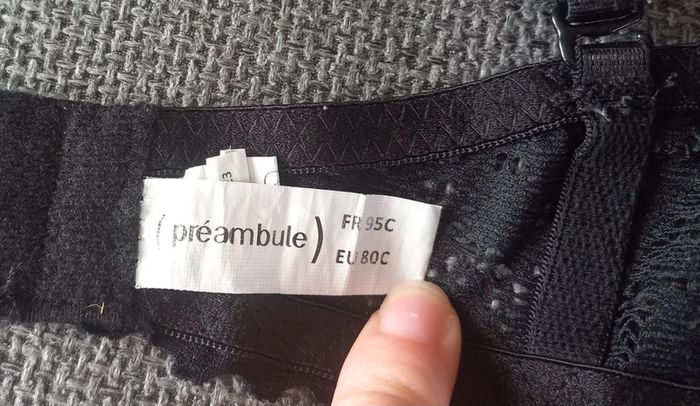 (préambule)
FR 95C
EU 80C